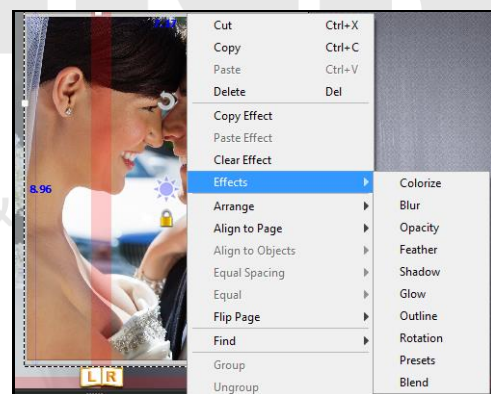 8.96
L R
Cut Ctrl+X
Copy Ctrl+C
Paste Ctrl+V
Delete Del
Copy Effect
Paste Effect
Clear Effect
Effects
Arrange
Align to Page
Align to Objects
Equal Spacing
Equal
Flip Page
Find
Group
Ungroup
Colorize
Blur
Opacity
Feather
Shadow
Glow
Outline
Rotation
Presets
Blend